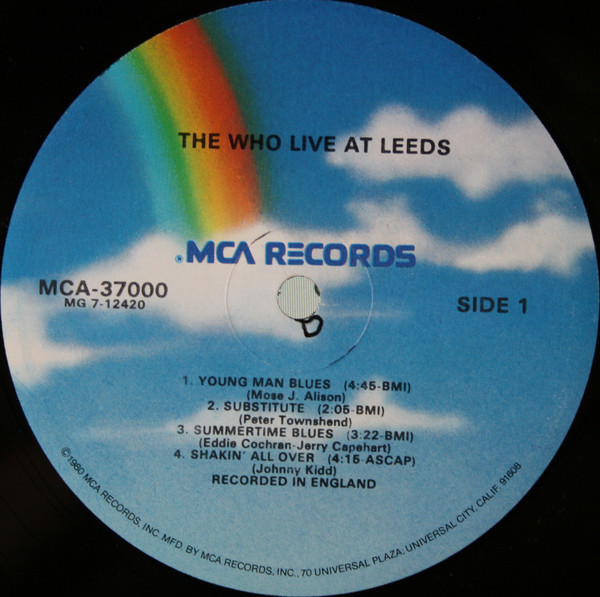 THE WHO LIVE AT LEEDS
MCA RECORDS
MCA-37000
MG 7-12420
SIDE 1
1. YOUNG MAN BLUES (4:45-BMI)
(Mose J. Alison)
2. SUBSTITUTE (2:05-BMI)
(Peter Townshend)
3. SUMMERTIME BLUES (3:22-BMI)
(Eddie Cochran-Jerry Capehart)
4. SHAKIN' ALL OVER (4:15-ASCAP)
(Johnny Kidd)
RECORDED IN ENGLAND
©1980 MCA RECORDS, INC. MFD. BY MCA RECORDS, INC., 70 UNIVERSAL PLAZA, UNIVERSAL CITY, CALIF. 91608